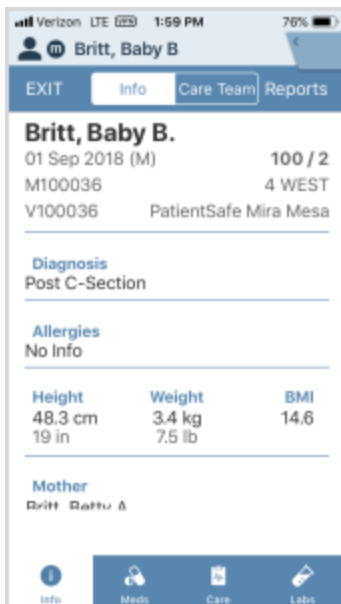 Verizon LTE VPN 1:59 PM 76%
m Britt, Baby B
EXIT Info Care Team Reports
Britt, Baby B.
01 Sep 2018 (M) 100 / 2
M100036 4 WEST
V100036 PatientSafe Mira Mesa
Diagnosis
Post C-Section
Allergies
No Info
Height Weight BMI
48.3 cm 3.4 kg 14.6
19 in 7.5 lb
Mother
Britt, Betty A
Info Meds Care Labs